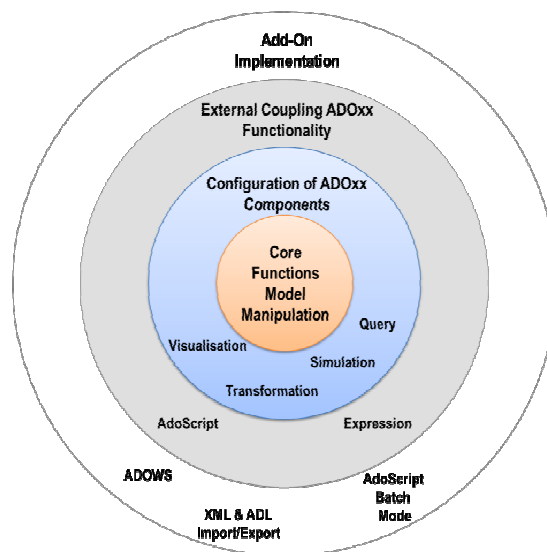 Add-On
Implementation
External Coupling ADOxx
Functionality
Configuration of ADOxx
Components
Core
Functions
Model
Manipulation
Query
Visualisation
Simulation
Transformation
AdoScript
Expression
ADOWS
AdoScript
Batch
Mode
XML & ADL
Import/Export